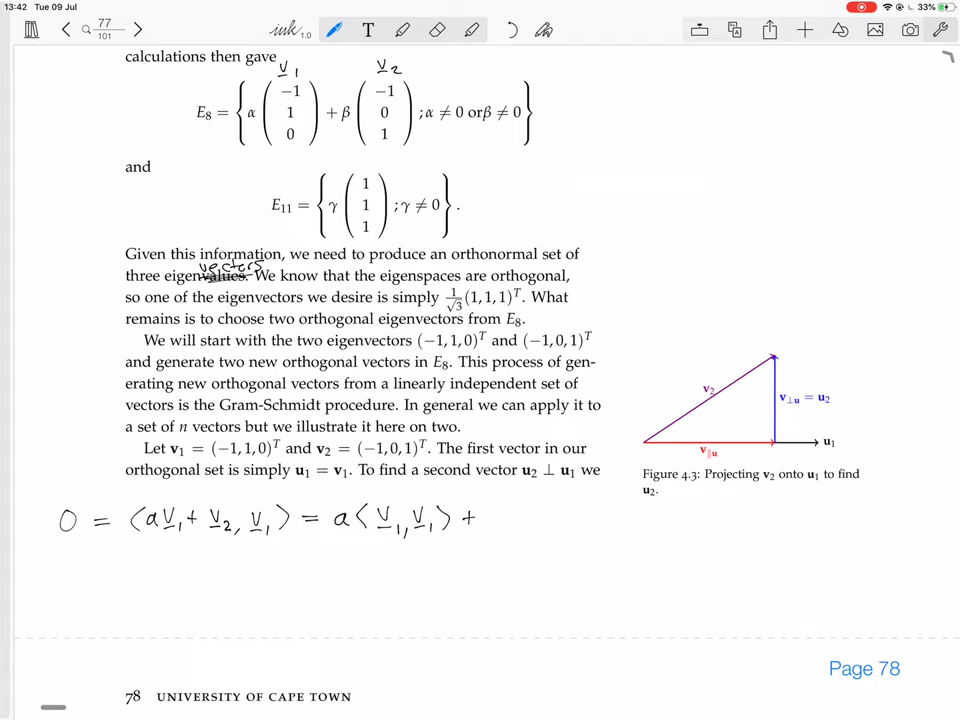 13:42 Tue 09 Jul 33%
77
101
ink 1.0 T
calculations then gave
v1 v2
E8 = { α ( −1 1 0 ) + β ( −1 0 1 ) ; α ≠ 0 orβ ≠ 0 }
and
E11 = { γ ( 1 1 1 ) ; γ ≠ 0 } .
Given this information, we need to produce an orthonormal set of
vectors
three eigenvalues. We know that the eigenspaces are orthogonal,
so one of the eigenvectors we desire is simply 1/√3 (1, 1, 1)^T. What
remains is to choose two orthogonal eigenvectors from E8.
We will start with the two eigenvectors (−1, 1, 0)^T and (−1, 0, 1)^T
and generate two new orthogonal vectors in E8. This process of gen-
erating new orthogonal vectors from a linearly independent set of
vectors is the Gram-Schmidt procedure. In general we can apply it to
a set of n vectors but we illustrate it here on two.
Let v1 = (−1, 1, 0)^T and v2 = (−1, 0, 1)^T. The first vector in our
orthogonal set is simply u1 = v1. To find a second vector u2 ⊥ u1 we
v2
v⊥u = u2
u1
v∥u
Figure 4.3: Projecting v2 onto u1 to find
u2.
0 = ⟨av1 + v2, v1⟩ = a⟨v1, v1⟩ +
Page 78
78 UNIVERSITY OF CAPE TOWN